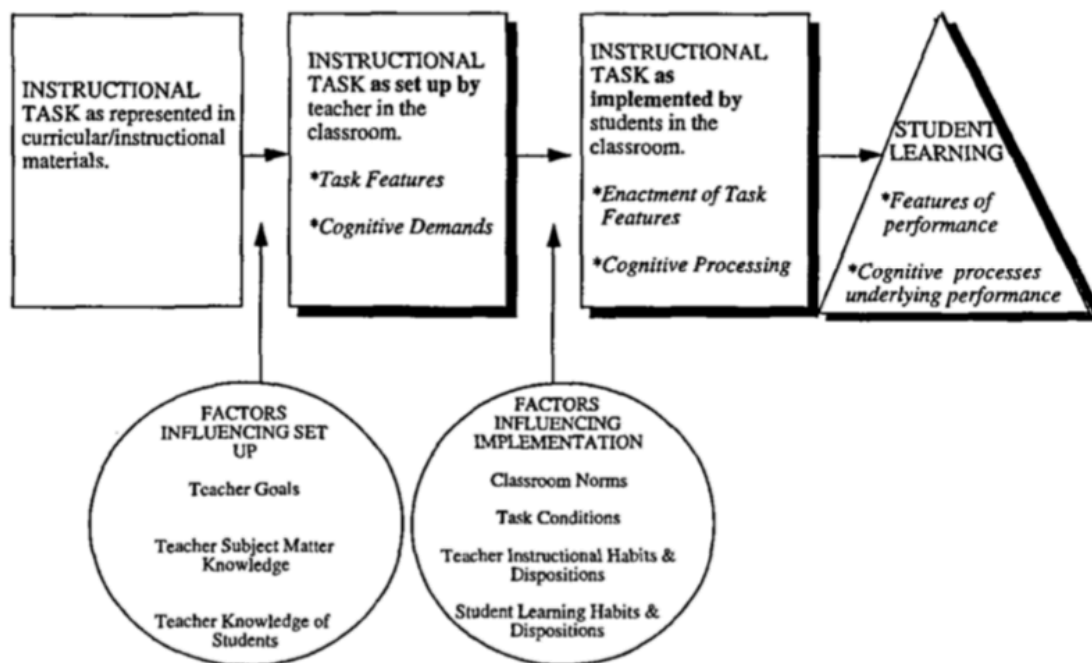 INSTRUCTIONAL
TASK as represented in
curricular/instructional
materials.
INSTRUCTIONAL
TASK as set up by
teacher in the
classroom.
*Task Features
*Cognitive Demands
INSTRUCTIONAL
TASK as
implemented by
students in the
classroom.
*Enactment of Task
Features
*Cognitive Processing
STUDENT
LEARNING
*Features of
performance
*Cognitive processes
underlying performance
FACTORS
INFLUENCING SET
UP
Teacher Goals
Teacher Subject Matter
Knowledge
Teacher Knowledge of
Students
FACTORS
INFLUENCING
IMPLEMENTATION
Classroom Norms
Task Conditions
Teacher Instructional Habits &
Dispositions
Student Learning Habits &
Dispositions